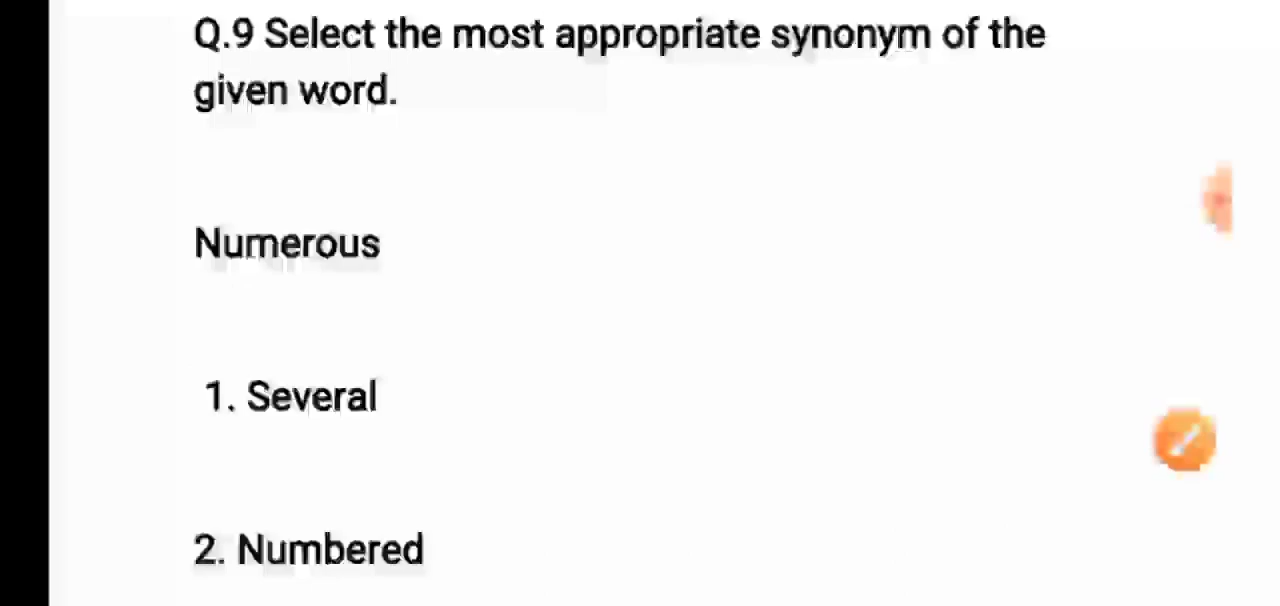 Q.9 Select the most appropriate synonym of the
given word.
Numerous
1. Several
2. Numbered